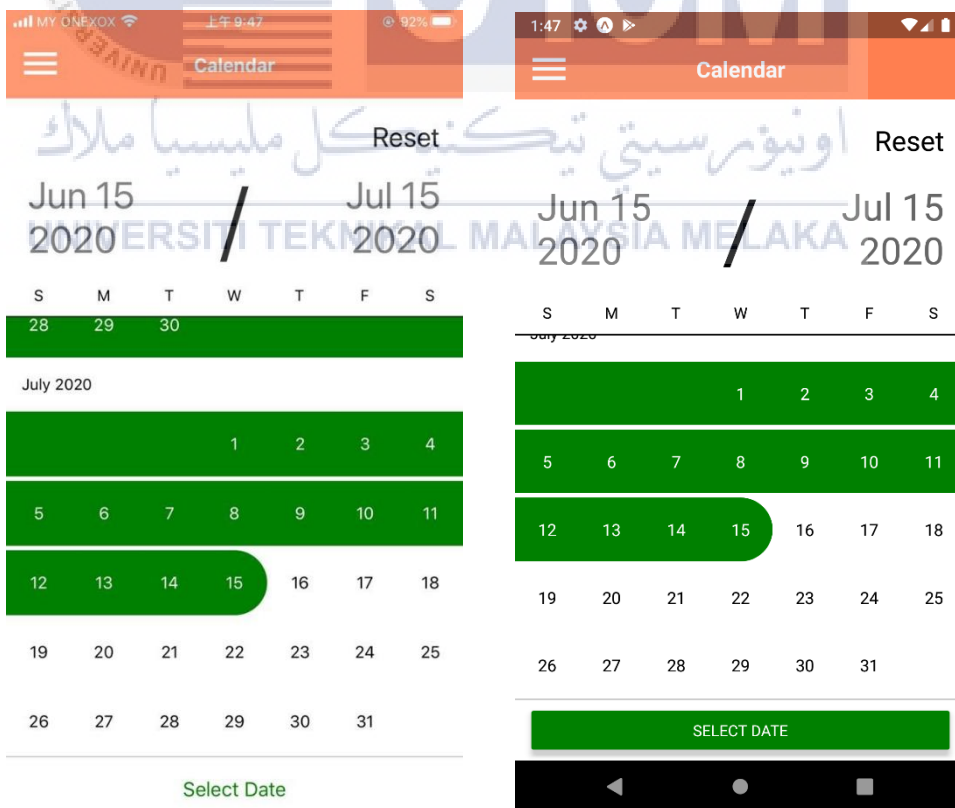 MY ONEXOX 上午 9:47 92%
Calendar
Reset
Jun 15
2020
/
Jul 15
2020
S M T W T F S
28 29 30
July 2020
1 2 3 4
5 6 7 8 9 10 11
12 13 14 15 16 17 18
19 20 21 22 23 24 25
26 27 28 29 30 31
Select Date
1:47
Calendar
Reset
Jun 15
2020
/
Jul 15
2020
S M T W T F S
July 2020
1 2 3 4
5 6 7 8 9 10 11
12 13 14 15 16 17 18
19 20 21 22 23 24 25
26 27 28 29 30 31
SELECT DATE
اونيۏرسيتي تيكنيكل مليسيا ملاك
UNIVERSITI TEKNIKAL MALAYSIA MELAKA